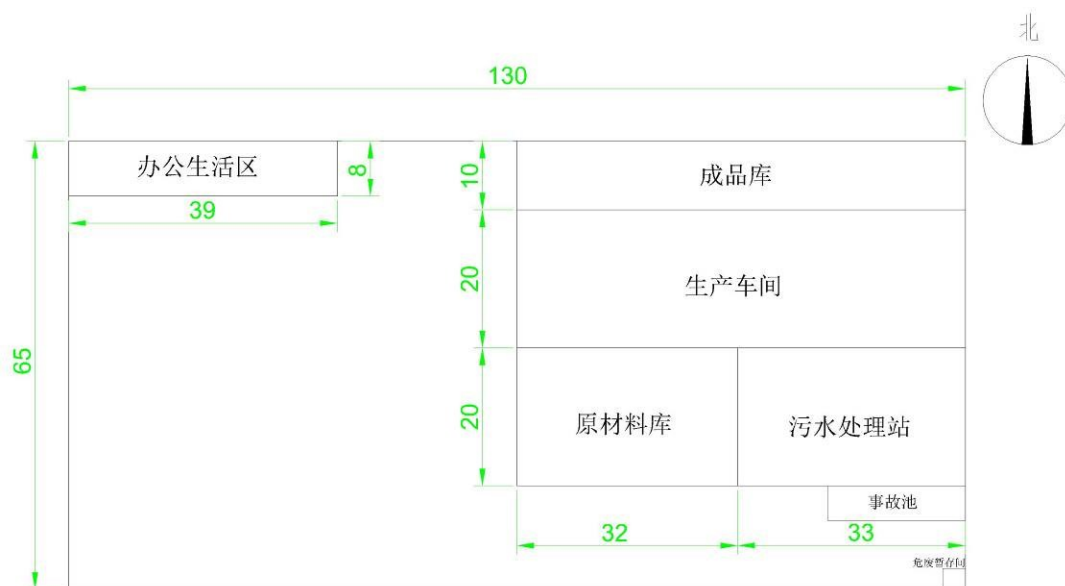 北
130
办公生活区
8
10
成品库
39
20
生产车间
65
20
原材料库
污水处理站
事故池
32
33
危废暂存间